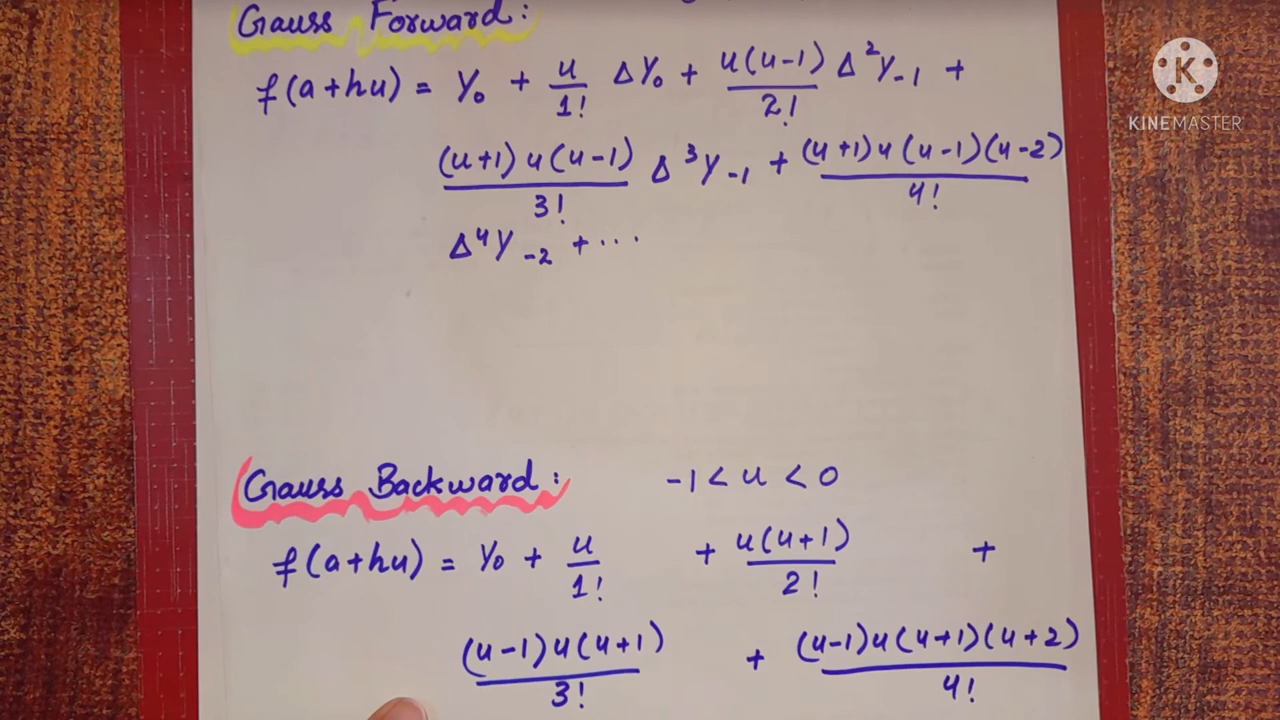 Gauss Forward:
f(a+hu) = Y₀ + u/1! ΔY₀ + u(u-1)/2! Δ²Y₋₁ +
(u+1)u(u-1)/3! Δ³Y₋₁ + (u+1)u(u-1)(u-2)/4!
Δ⁴Y₋₂ + ...
Gauss Backward: -1 < u < 0
f(a+hu) = Y₀ + u/1! + u(u+1)/2! +
(u-1)u(u+1)/3! + (u-1)u(u+1)(u+2)/4!
K
KINEMASTER